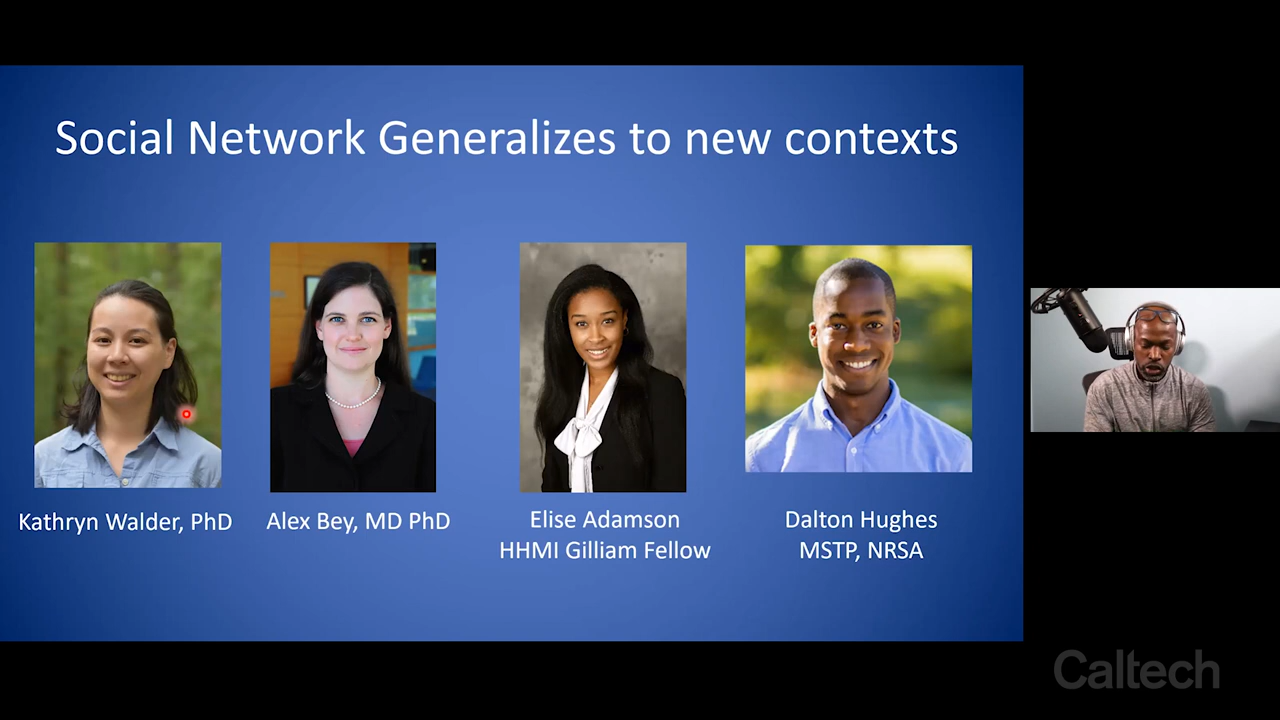 Social Network Generalizes to new contexts
Kathryn Walder, PhD
Alex Bey, MD PhD
Elise Adamson
HHMI Gilliam Fellow
Dalton Hughes
MSTP, NRSA
Caltech